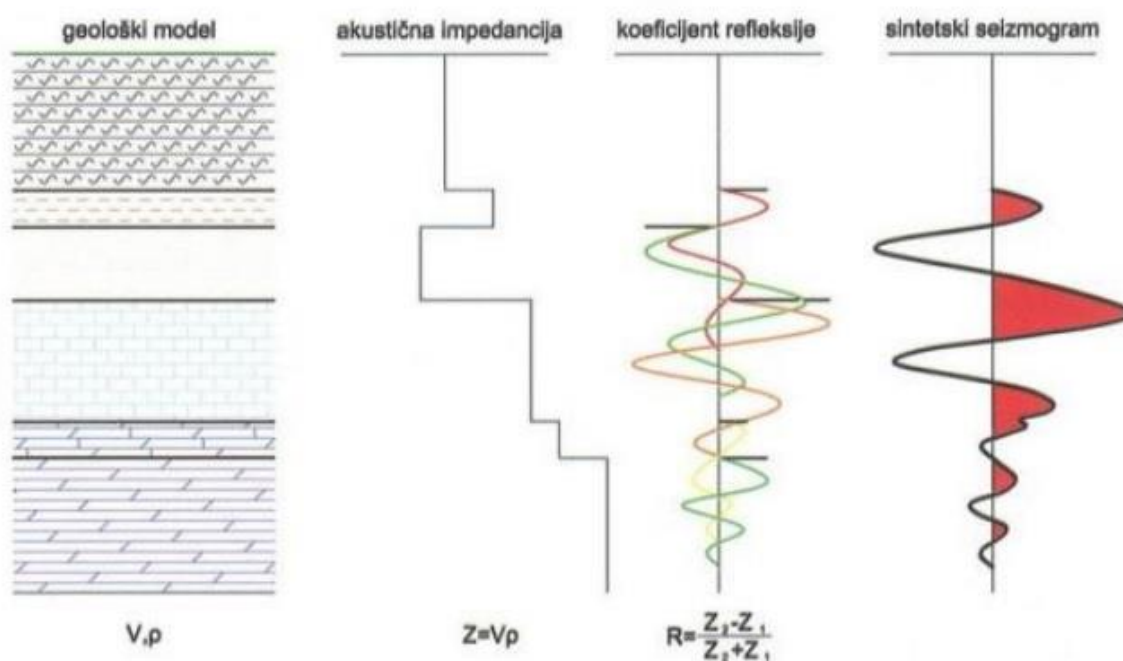 geološki model
akustična impedancija
koeficijent refleksije
sintetski seizmogram
V,ρ
Z=Vρ
R=Z₂-Z₁/Z₂+Z₁